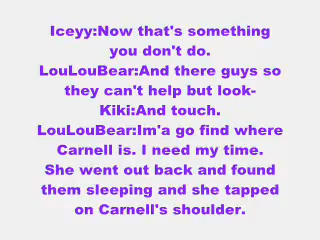 Iceyy:Now that's something
you don't do.
LouLouBear:And there guys so
they can't help but look-
Kiki:And touch.
LouLouBear:Im'a go find where
Carnell is. I need my time.
She went out back and found
them sleeping and she tapped
on Carnell's shoulder.